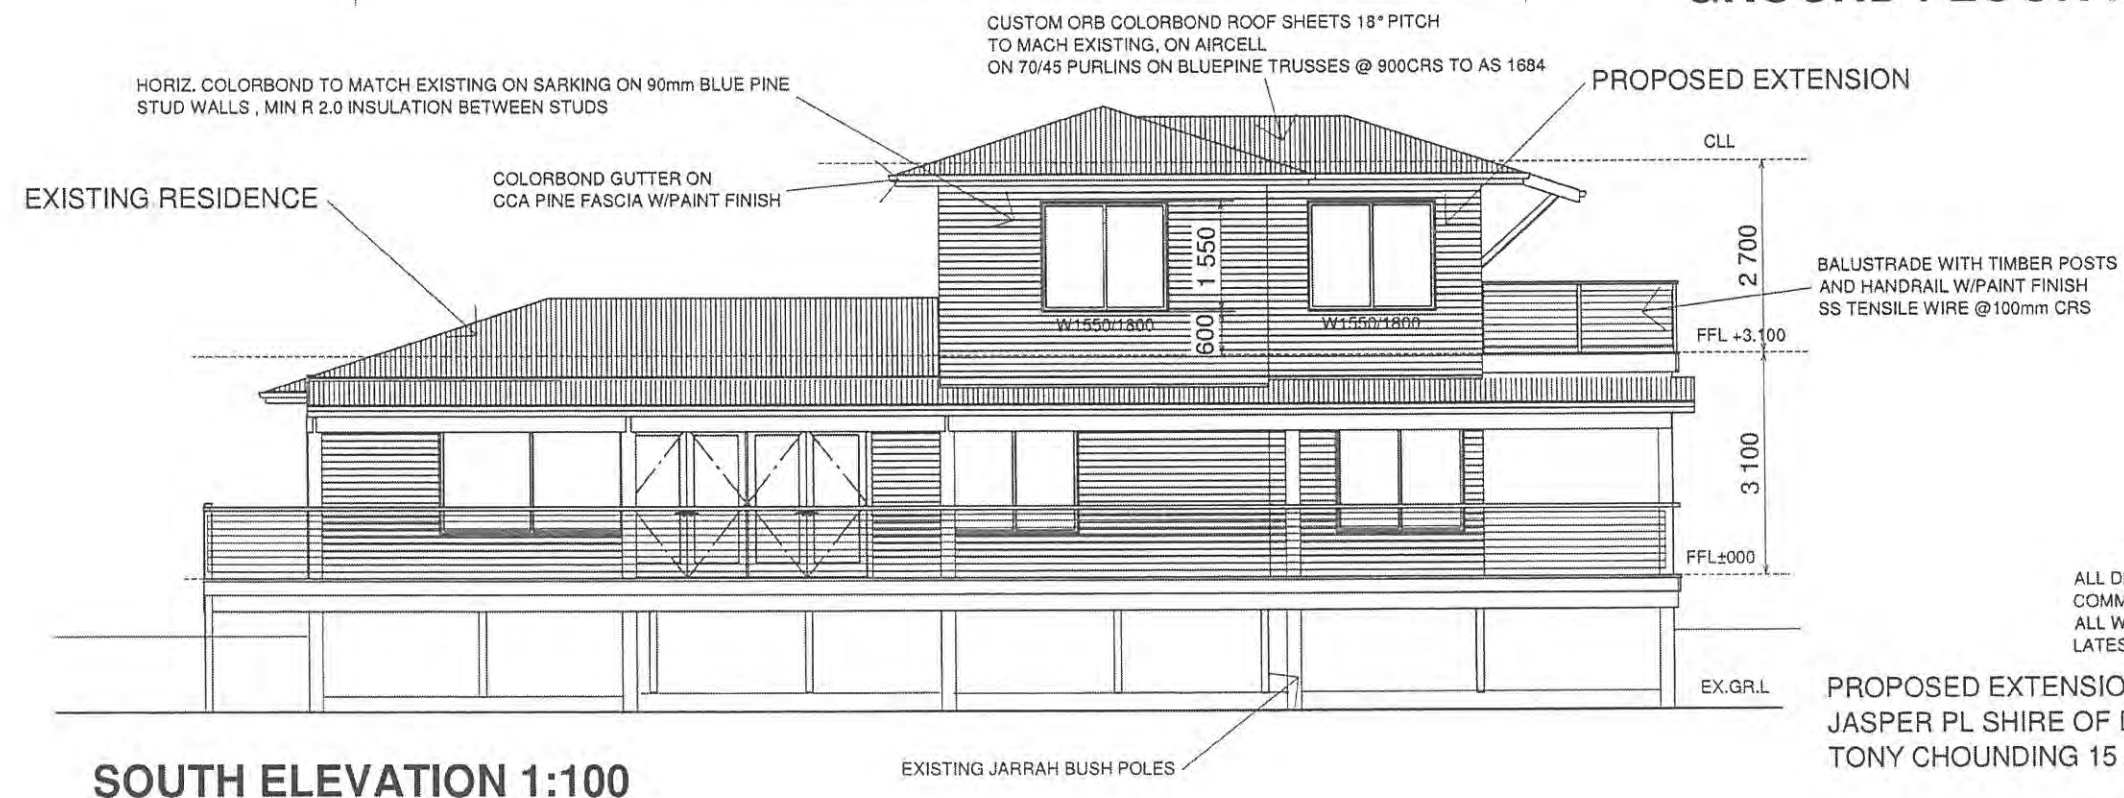 CUSTOM ORB COLORBOND ROOF SHEETS 18° PITCH
TO MACH EXISTING, ON AIRCELL
ON 70/45 PURLINS ON BLUEPINE TRUSSES @ 900CRS TO AS 1684
HORIZ. COLORBOND TO MATCH EXISTING ON SARKING ON 90mm BLUE PINE
STUD WALLS , MIN R 2.0 INSULATION BETWEEN STUDS
PROPOSED EXTENSION
CLL
EXISTING RESIDENCE
COLORBOND GUTTER ON
CCA PINE FASCIA W/PAINT FINISH
1 550
600
W1550/1800
W1550/1800
2 700
BALUSTRADE WITH TIMBER POSTS
AND HANDRAIL W/PAINT FINISH
SS TENSILE WIRE @100mm CRS
FFL +3.100
3 100
FFL±000
ALL
COMM
ALL W
LATES
EX.GR.L
PROPOSED EXTENSIO
JASPER PL SHIRE OF
TONY CHOUNDING 15
EXISTING JARRAH BUSH POLES
SOUTH ELEVATION 1:100